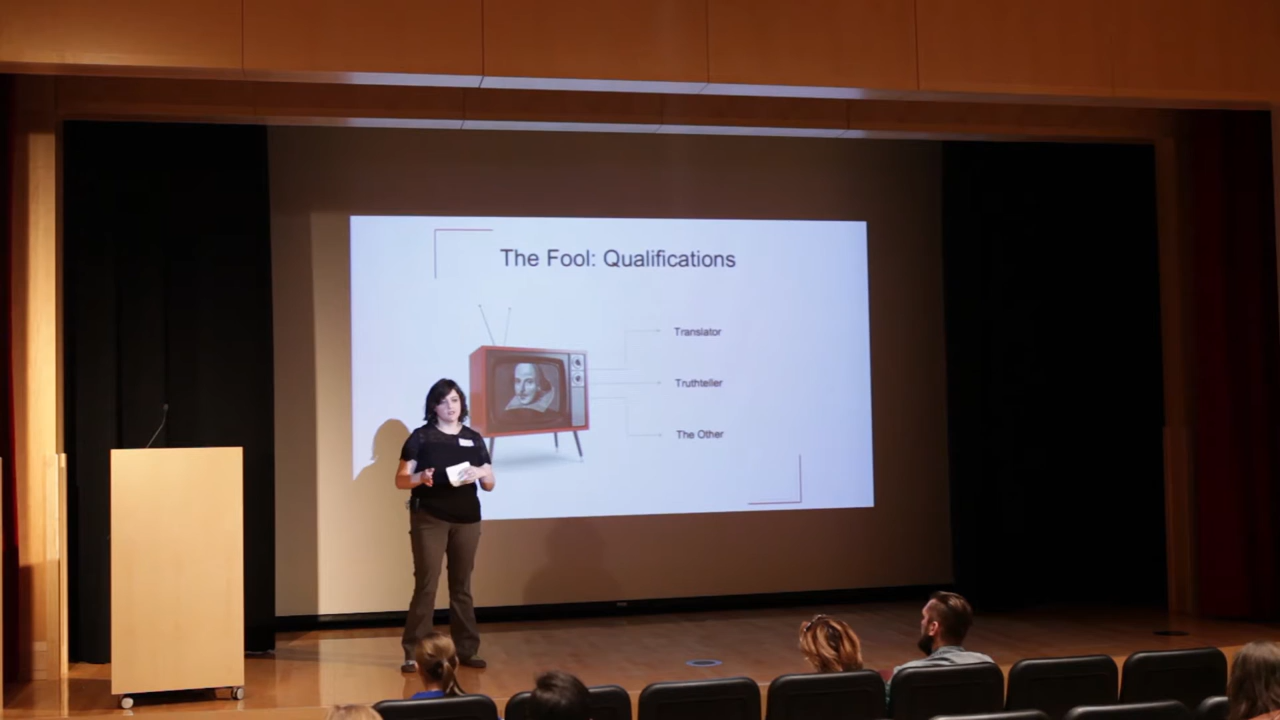 The Fool: Qualifications
Translator
Truthteller
The Other